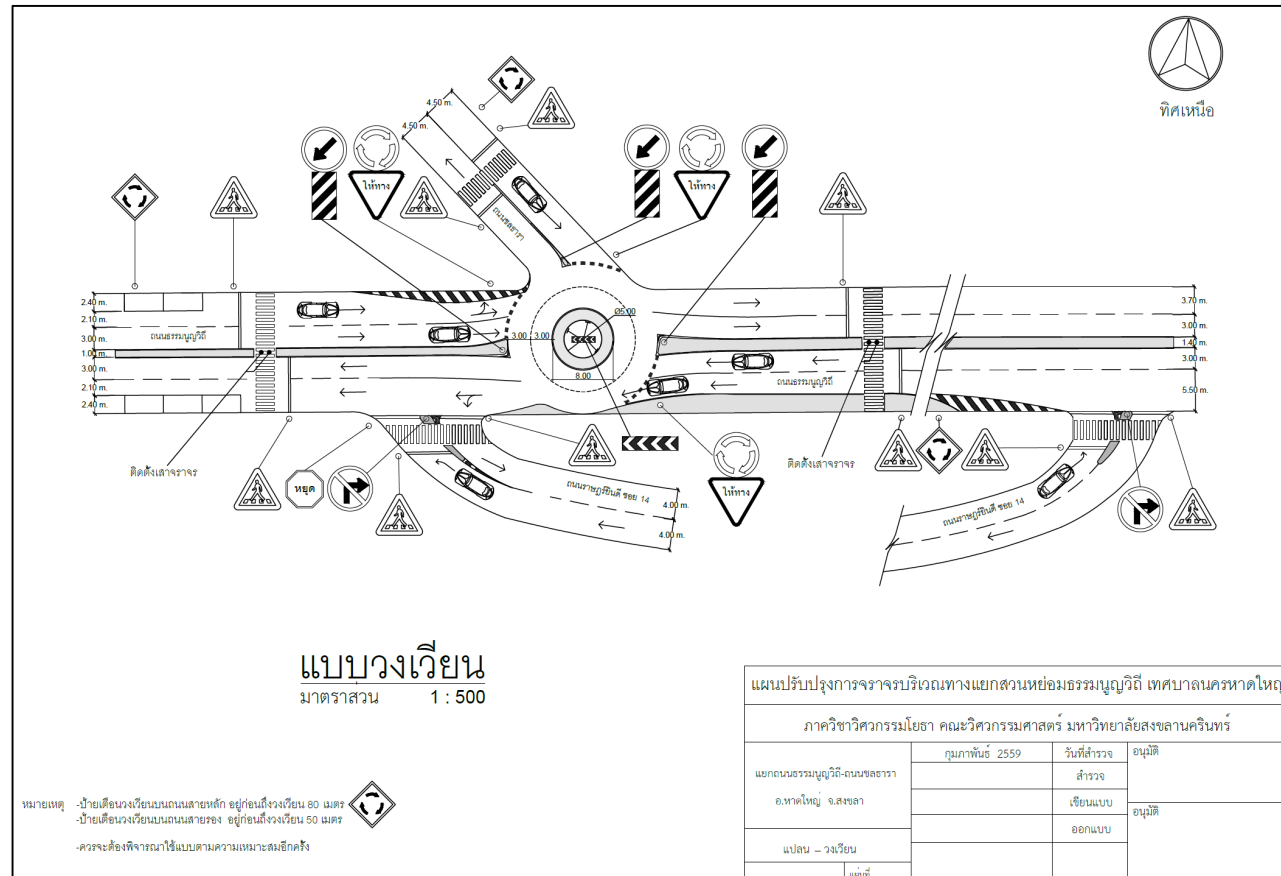 ทิศเหนือ
4.50 m.
4.50 m.
ให้ทาง
ให้ทาง
ถนนชลธารา
2.40 m.
2.10 m.
3.00 m.
1.00 m.
3.00 m.
2.10 m.
2.40 m.
ถนนธรรมนูญวิถี
3.00
3.00
Ø5.00
8.00
3.70 m.
3.00 m.
1.40 m.
3.00 m.
5.50 m.
ถนนธรรมนูญวิถี
ติดตั้งเสาจราจร
ติดตั้งเสาจราจร
หยุด
ให้ทาง
ถนนราษฎร์ยินดี ซอย 14
4.00 m.
4.00 m.
ถนนราษฎร์ยินดี ซอย 14
แบบวงเวียน
มาตราส่วน 1 : 500
หมายเหตุ -ป้ายเตือนวงเวียนบนถนนสายหลัก อยู่ก่อนถึงวงเวียน 80 เมตร
-ป้ายเตือนวงเวียนบนถนนสายรอง อยู่ก่อนถึงวงเวียน 50 เมตร
-ควรจะต้องพิจารณาใช้แบบตามความเหมาะสมอีกครั้ง
แผนปรับปรุงการจราจรบริเวณทางแยกสวนหย่อมธรรมนูญวิถี เทศบาลนครหาดใหญ่
ภาควิชาวิศวกรรมโยธา คณะวิศวกรรมศาสตร์ มหาวิทยาลัยสงขลานครินทร์
แยกถนนธรรมนูญวิถี-ถนนชลธารา
อ.หาดใหญ่ จ.สงขลา
กุมภาพันธ์ 2559
วันที่สำรวจ
สำรวจ
เขียนแบบ
ออกแบบ
อนุมัติ
อนุมัติ
แปลน – วงเวียน
แผ่นที่